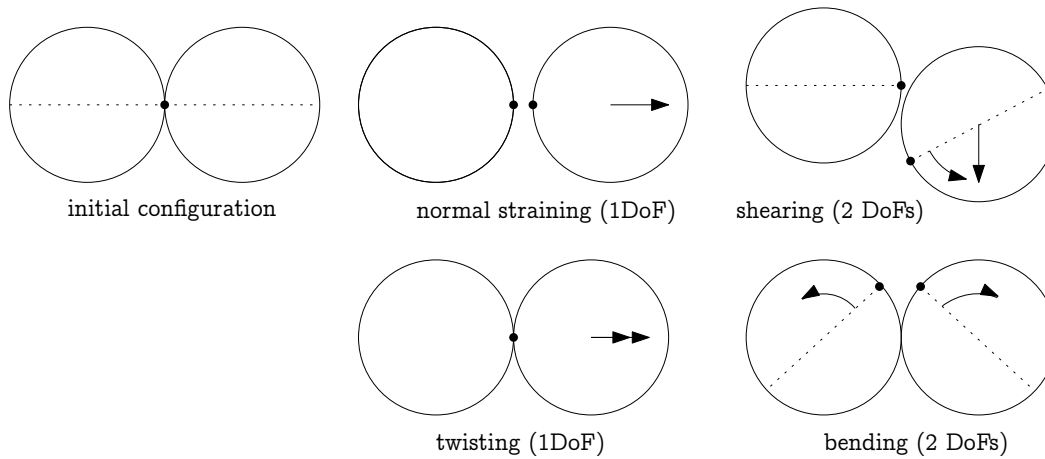 initial configuration
normal straining (1DoF)
shearing (2 DoFs)
twisting (1DoF)
bending (2 DoFs)